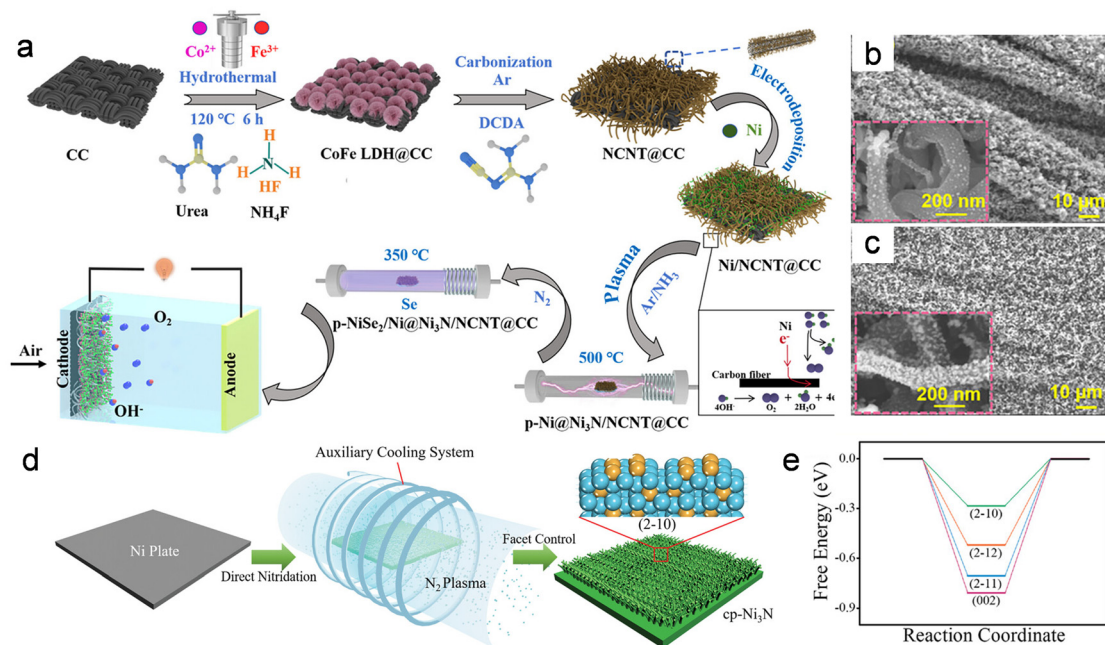 a
Co²⁺
Fe³⁺
Hydrothermal
120 °C 6 h
CC
H
N
H
H
HF
Urea
NH₄F
CoFe LDH@CC
Carbonization
Ar
DCDA
NCNT@CC
Electrodeposition
Ni
Ni/NCNT@CC
Plasma
Ar/NH₃
500 °C
p-Ni@Ni₃N/NCNT@CC
N₂
350 °C
Se
p-NiSe₂/Ni@Ni₃N/NCNT@CC
Air
Cathode
O₂
OH⁻
Anode
Ni
e⁻
Carbon fiber
4OH⁻
O₂
+
2H₂O
+
b
200 nm
10 µm
c
200 nm
10 µm
d
Ni Plate
Direct Nitridation
Auxiliary Cooling System
N₂ Plasma
Facet Control
(2-10)
cp-Ni₃N
e
Free Energy (eV)
0.0
-0.3
-0.6
-0.9
(2-10)
(2-12)
(2-11)
(002)
Reaction Coordinate